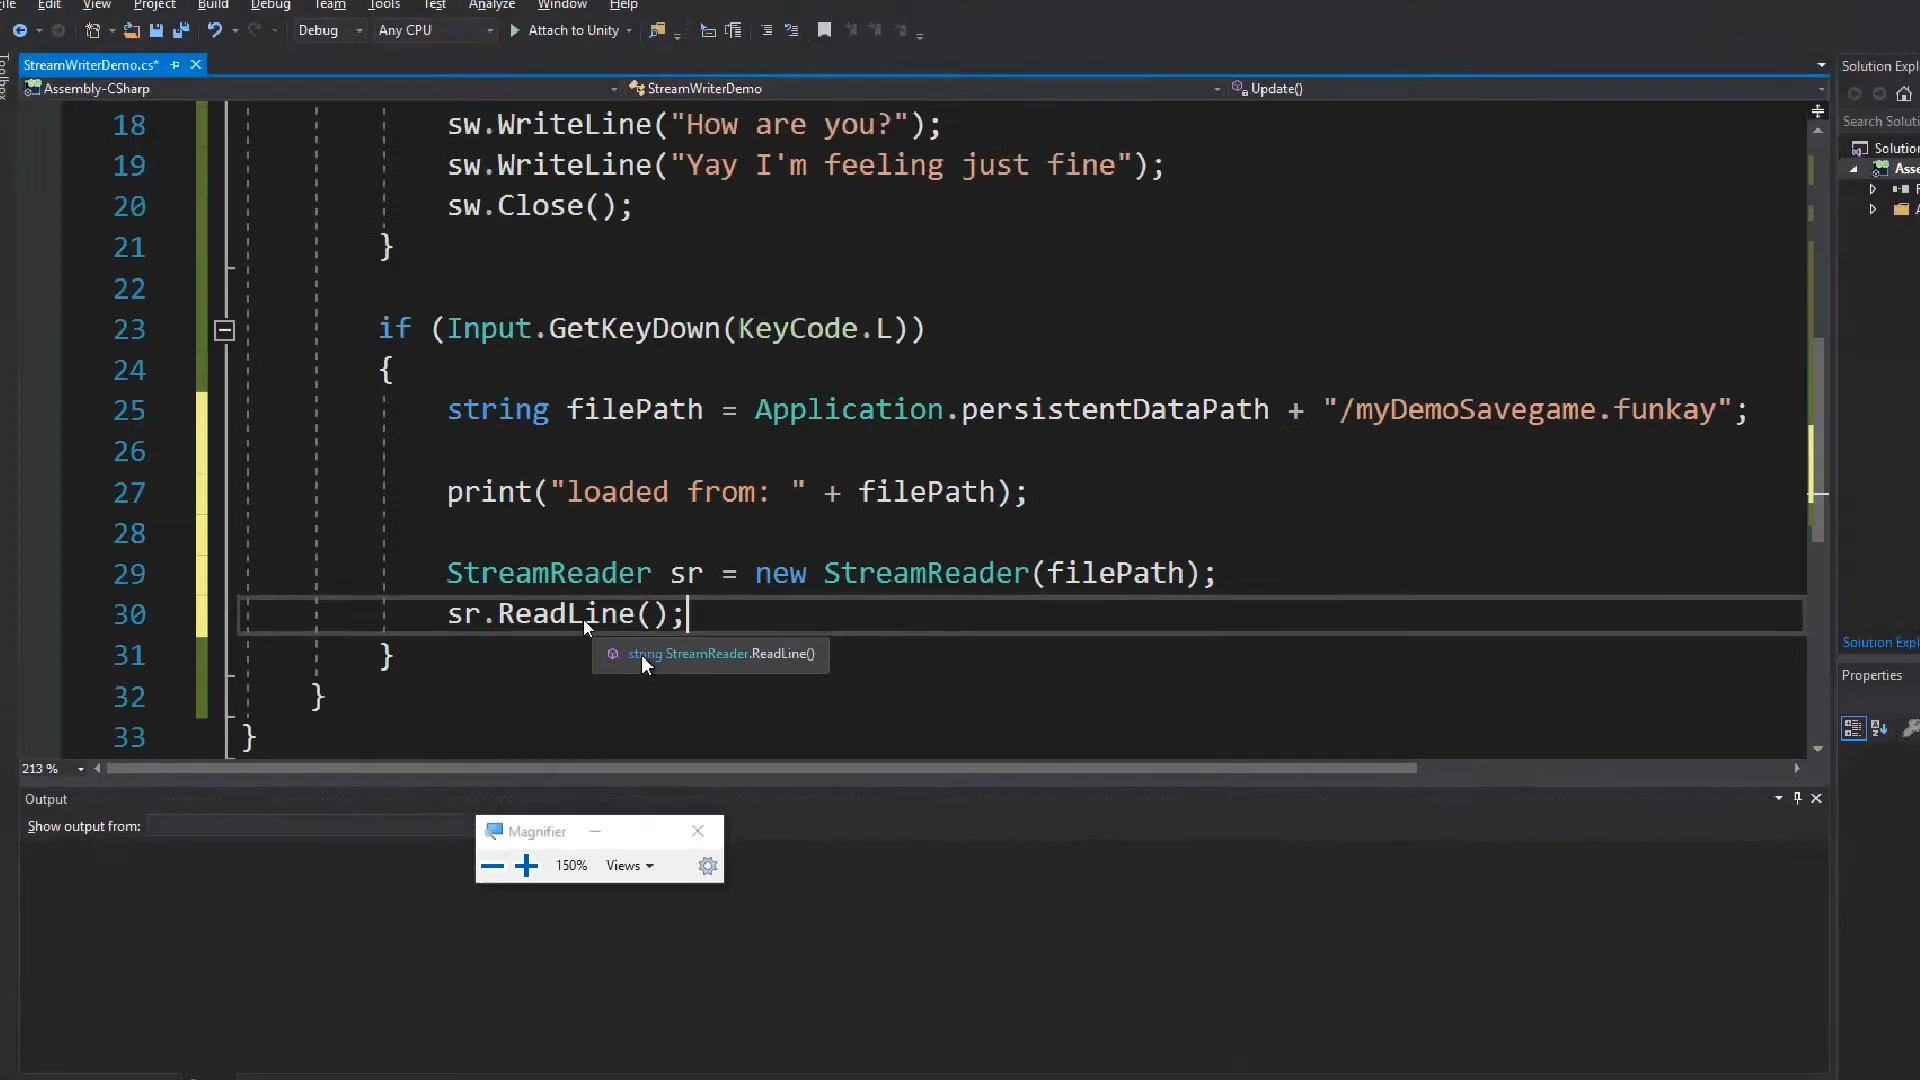 File Edit View Project Build Debug Team Tools Test Analyze Window Help
Debug Any CPU Attach to Unity
StreamWriterDemo.cs*
Assembly-CSharp StreamWriterDemo Update()
18 sw.WriteLine("How are you?");
19 sw.WriteLine("Yay I'm feeling just fine");
20 sw.Close();
21 }
22
23 if (Input.GetKeyDown(KeyCode.L))
24 {
25 string filePath = Application.persistentDataPath + "/myDemoSavegame.funkay";
26
27 print("loaded from: " + filePath);
28
29 StreamReader sr = new StreamReader(filePath);
30 sr.ReadLine();
string StreamReader.ReadLine()
31 }
32 }
33 }
213 %
Output
Show output from:
Magnifier
150% Views
Toolbox
Solution Expl
Search Soluti
Solution
Asse
Solution Explo
Properties